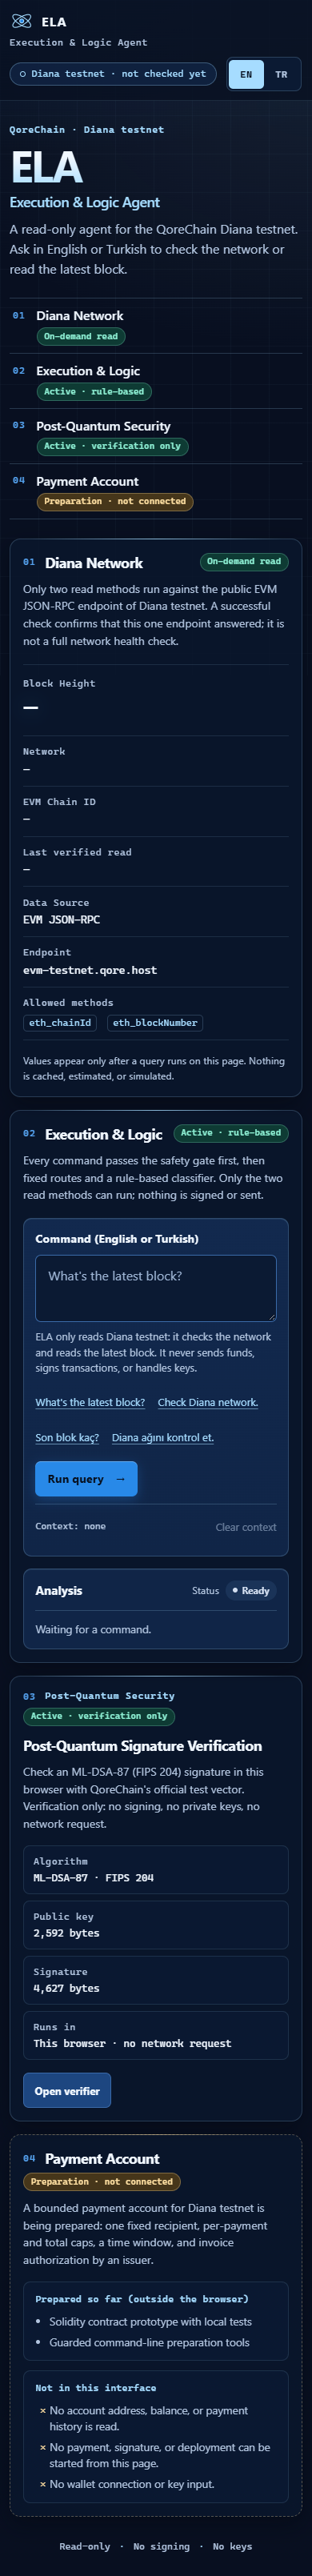 ELA
Execution & Logic Agent
Diana testnet · not checked yet
EN TR
QoreChain · Diana testnet
ELA
Execution & Logic Agent
A read-only agent for the QoreChain Diana testnet.
Ask in English or Turkish to check the network or
read the latest block.
01 Diana Network
On-demand read
02 Execution & Logic
Active · rule-based
03 Post-Quantum Security
Active · verification only
04 Payment Account
Preparation · not connected
01 Diana Network On-demand read
Only two read methods run against the public EVM
JSON-RPC endpoint of Diana testnet. A successful
check confirms that this endpoint answered; it is
not a full network health check.
Block Height
—
Network
—
EVM Chain ID
—
Last verified read
—
Data Source
EVM JSON-RPC
Endpoint
evm-testnet.qore.host
Allowed methods
eth_chainId eth_blockNumber
Values appear only after a query runs on this page. Nothing
is cached, estimated, or simulated.
02 Execution & Logic Active · rule-based
Every command passes the safety gate first, then
fixed routes and a rule-based classifier. Only the two
read methods can run; nothing is signed or sent.
Command (English or Turkish)
What's the latest block?
ELA only reads Diana testnet: it checks the network
and reads the latest block. It never sends funds,
signs transactions, or handles keys.
What's the latest block? Check Diana network.
Son blok kaç? Diana ağını kontrol et.
Run query →
Context: none Clear context
Analysis Status Ready
Waiting for a command.
03 Post-Quantum Security
Active · verification only
Post-Quantum Signature Verification
Check an ML-DSA-87 (FIPS 204) signature in this
browser with QoreChain's official test vector.
Verification only: no signing, no private keys, no
network request.
Algorithm
ML-DSA-87 · FIPS 204
Public key
2,592 bytes
Signature
4,627 bytes
Runs in
This browser · no network request
Open verifier
04 Payment Account
Preparation · not connected
A bounded payment account for Diana testnet is
being prepared: one fixed recipient, per-payment
and total caps, a time window, and invoice
authorization by an issuer.
Prepared so far (outside the browser)
• Solidity contract prototype with local tests
• Guarded command-line preparation tools
Not in this interface
× No account address, balance, or payment
history is read.
× No payment, signature, or deployment can be
started from this page.
× No wallet connection or key input.
Read-only · No signing · No keys